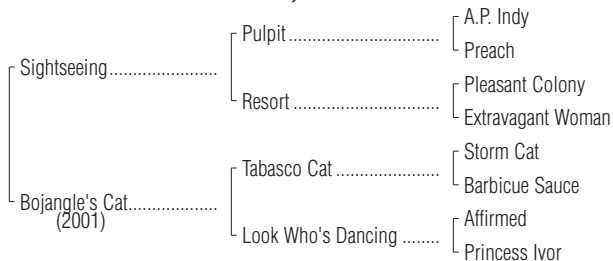 A.P. Indy
Pulpit
Preach
Sightseeing
Pleasant Colony
Resort
Extravagant Woman
Storm Cat
Tabasco Cat
Barbicue Sauce
Bojangle's Cat
(2001)
Affirmed
Look Who's Dancing
Princess Ivor